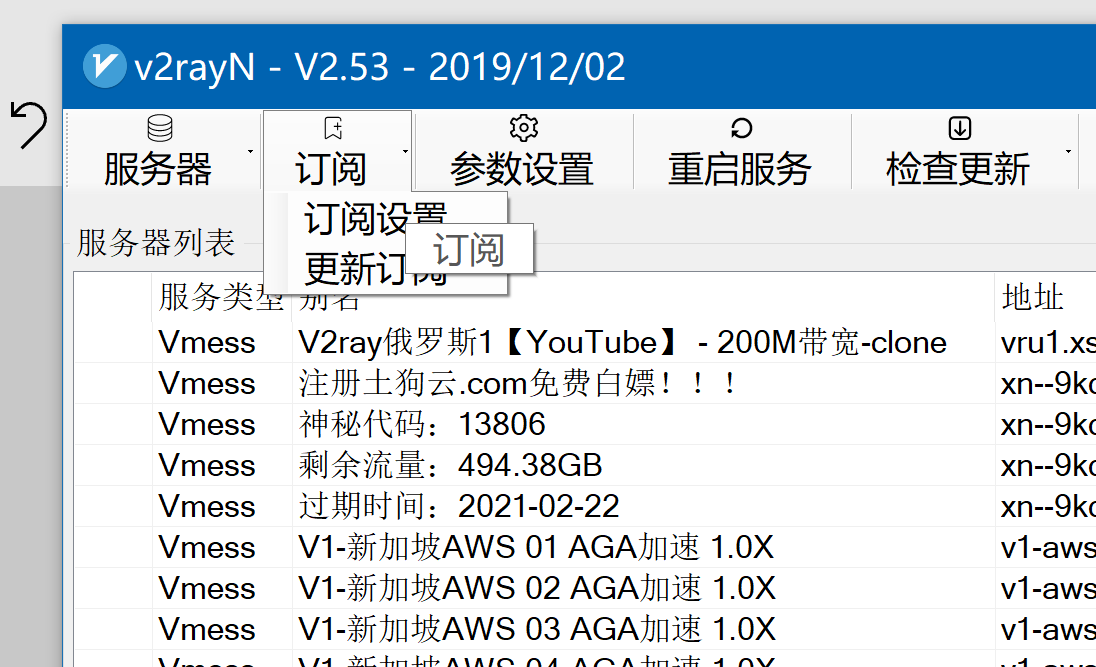 v2rayN - V2.53 - 2019/12/02
服务器 订阅 参数设置 重启服务 检查更新
订阅设置
服务器列表 订阅
更新订阅
服务类型 别名 地址
Vmess V2ray俄罗斯1【YouTube】 - 200M带宽-clone vru1.xs
Vmess 注册土狗云.com免费白嫖！！！ xn--9kc
Vmess 神秘代码：13806 xn--9kc
Vmess 剩余流量：494.38GB xn--9kc
Vmess 过期时间：2021-02-22 xn--9kc
Vmess V1-新加坡AWS 01 AGA加速 1.0X v1-aws
Vmess V1-新加坡AWS 02 AGA加速 1.0X v1-aws
Vmess V1-新加坡AWS 03 AGA加速 1.0X v1-aws
Vmess V1-新加坡AWS 04 AGA加速 1.0X v1-aws